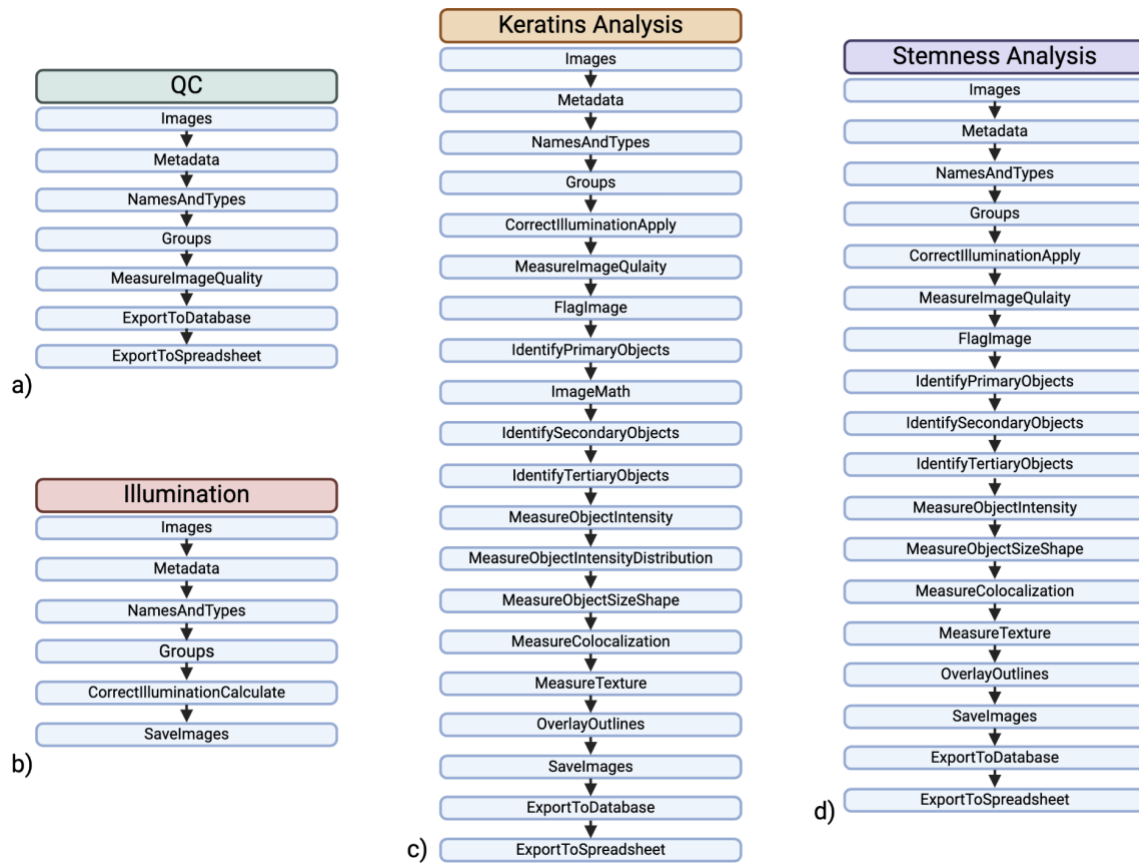 QC
Images
Metadata
NamesAndTypes
Groups
MeasureImageQuality
ExportToDatabase
ExportToSpreadsheet
a)
Illumination
Images
Metadata
NamesAndTypes
Groups
CorrectIlluminationCalculate
SaveImages
b)
Keratins Analysis
Images
Metadata
NamesAndTypes
Groups
CorrectIlluminationApply
MeasureImageQulaity
FlagImage
IdentifyPrimaryObjects
ImageMath
IdentifySecondaryObjects
IdentifyTertiaryObjects
MeasureObjectIntensity
MeasureObjectIntensityDistribution
MeasureObjectSizeShape
MeasureColocalization
MeasureTexture
OverlayOutlines
SaveImages
ExportToDatabase
ExportToSpreadsheet
c)
Stemness Analysis
Images
Metadata
NamesAndTypes
Groups
CorrectIlluminationApply
MeasureImageQulaity
FlagImage
IdentifyPrimaryObjects
IdentifySecondaryObjects
IdentifyTertiaryObjects
MeasureObjectIntensity
MeasureObjectSizeShape
MeasureColocalization
MeasureTexture
OverlayOutlines
SaveImages
ExportToDatabase
ExportToSpreadsheet
d)